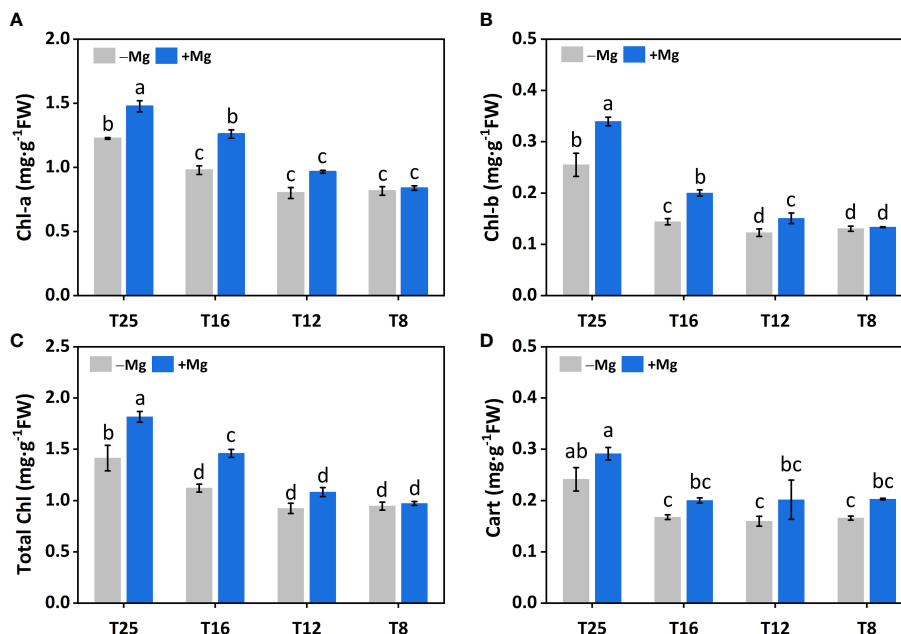 A
Chl-a (mg·g⁻¹FW)
2.0
1.5
1.0
0.5
0.0
−Mg +Mg
b a c b c c c c
T25 T16 T12 T8
B
Chl-b (mg·g⁻¹FW)
0.5
0.4
0.3
0.2
0.1
0.0
−Mg +Mg
b a c b d c d d
T25 T16 T12 T8
C
Total Chl (mg·g⁻¹FW)
2.5
2.0
1.5
1.0
0.5
0.0
−Mg +Mg
b a d c d d d d
T25 T16 T12 T8
D
Cart (mg·g⁻¹FW)
0.5
0.4
0.3
0.2
0.1
0.0
−Mg +Mg
ab a c bc c bc c bc
T25 T16 T12 T8